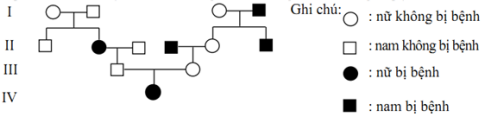 I
II
III
IV
Ghi chú:
: nữ không bị bệnh
: nam không bị bệnh
: nữ bị bệnh
: nam bị bệnh